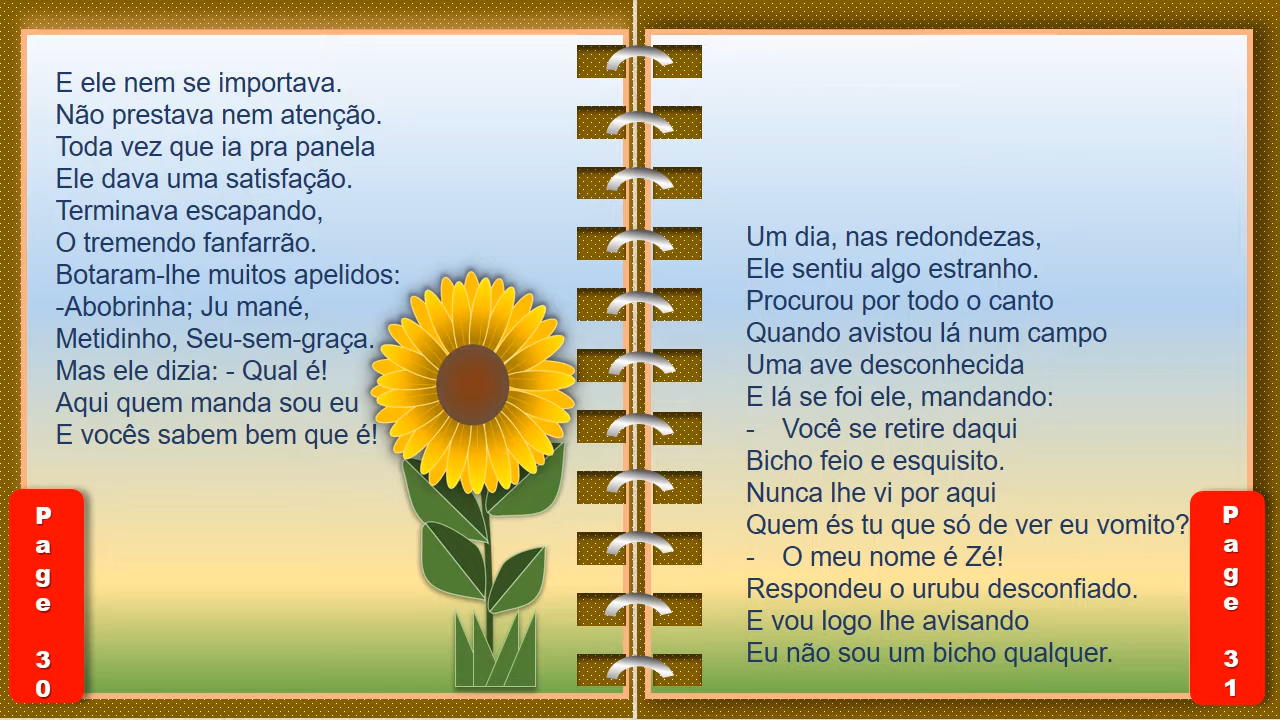 E ele nem se importava.
Não prestava nem atenção.
Toda vez que ia pra panela
Ele dava uma satisfação.
Terminava escapando,
O tremendo fanfarrão.
Botaram-lhe muitos apelidos:
-Abobrinha; Ju mané,
Metidinho, Seu-sem-graça.
Mas ele dizia: - Qual é!
Aqui quem manda sou eu
E vocês sabem bem que é!
Page 30
Um dia, nas redondezas,
Ele sentiu algo estranho.
Procurou por todo o canto
Quando avistou lá num campo
Uma ave desconhecida
E lá se foi ele, mandando:
- Você se retire daqui
Bicho feio e esquisito.
Nunca lhe vi por aqui
Quem és tu que só de ver eu vomito?
- O meu nome é Zé!
Respondeu o urubu desconfiado.
E vou logo lhe avisando
Eu não sou um bicho qualquer.
Page 31